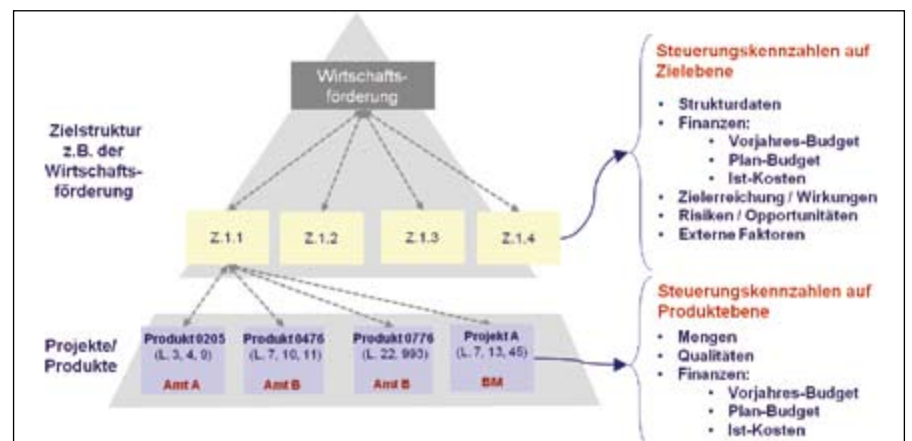 Wirtschafts-
förderung
Zielstruktur
z.B. der
Wirtschafts-
förderung
Z.1.1
Z.1.2
Z.1.3
Z.1.4
Steuerungskennzahlen auf
Zielebene
• Strukturdaten
• Finanzen:
• Vorjahres-Budget
• Plan-Budget
• Ist-Kosten
• Zielerreichung / Wirkungen
• Risiken / Opportunitäten
• Externe Faktoren
Projekte/
Produkte
Produkt 0205
(L. 3, 4, 9)
Amt A
Produkt 0476
(L. 7, 10, 11)
Amt B
Produkt 0776
(L. 22, 993)
Amt B
Projekt A
(L. 7, 13, 45)
BM
Steuerungskennzahlen auf
Produktebene
• Mengen
• Qualitäten
• Finanzen:
• Vorjahres-Budget
• Plan-Budget
• Ist-Kosten